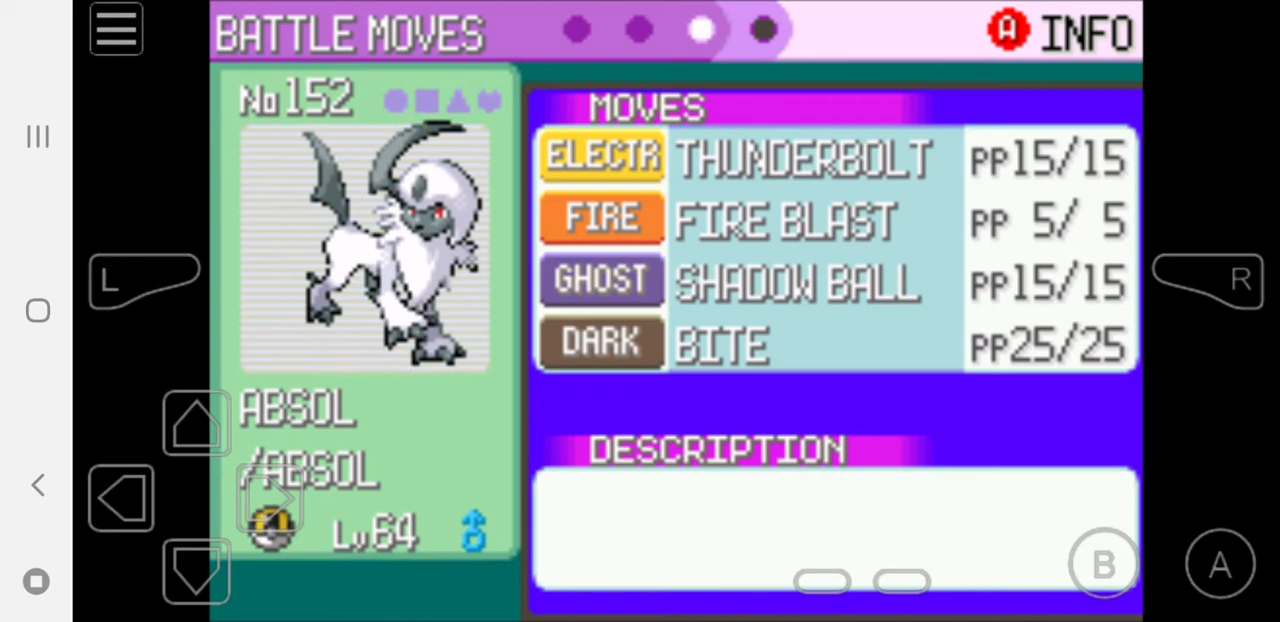 BATTLE MOVES
A INFO
No152
MOVES
ELECTR THUNDERBOLT PP15/15
FIRE FIRE BLAST PP 5/ 5
GHOST SHADOW BALL PP15/15
DARK BITE PP25/25
ABSOL
/ABSOL
Lv64 ♂
DESCRIPTION
L
R
B
A